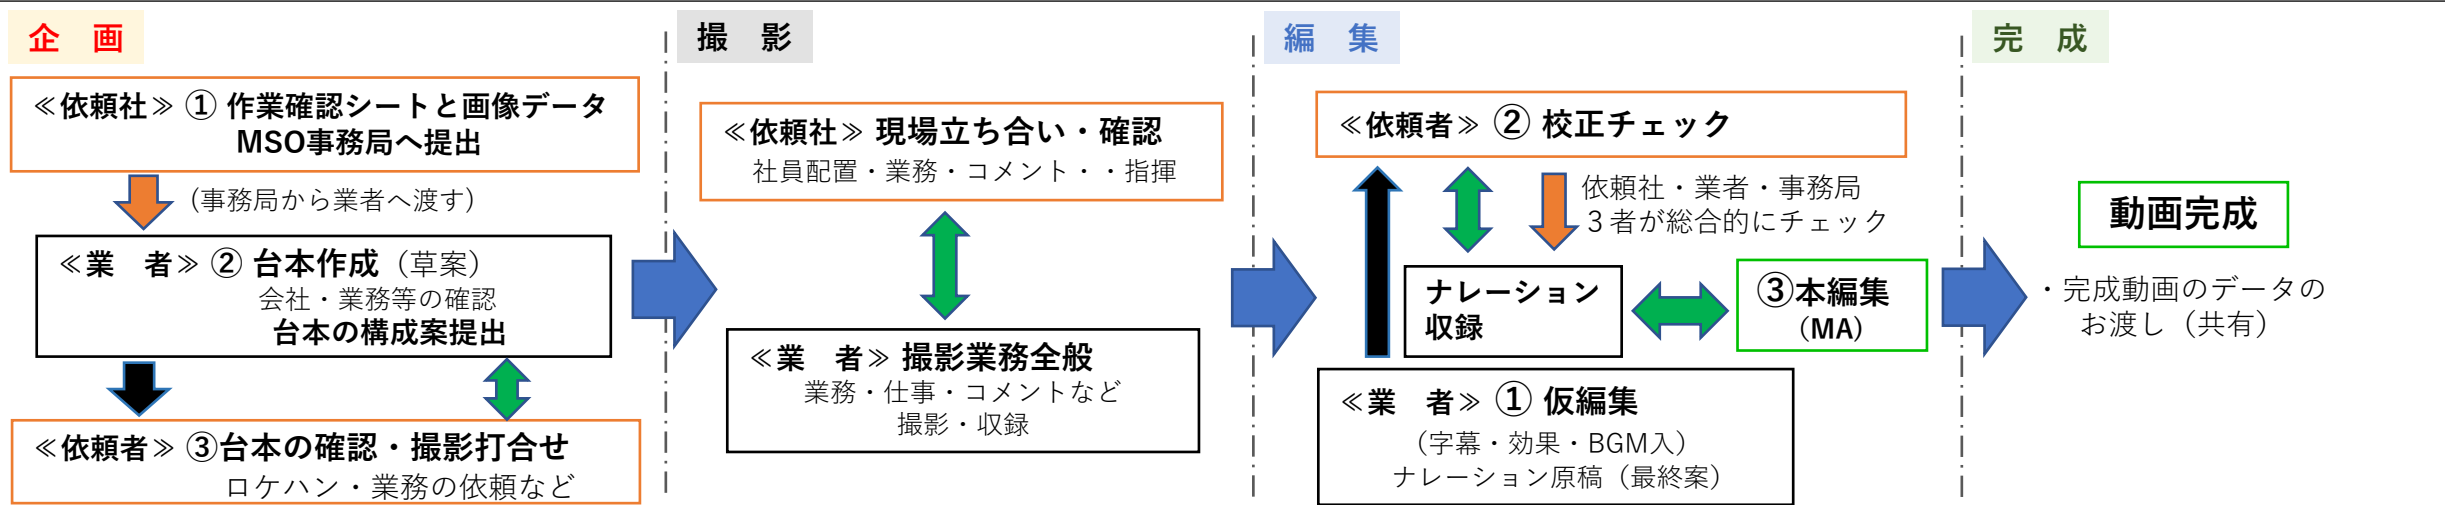 企 画
≪依頼社≫ ① 作業確認シートと画像データ
MSO事務局へ提出
(事務局から業者へ渡す)
≪業 者≫ ② 台本作成（草案）
会社・業務等の確認
台本の構成案提出
≪依頼者≫ ③台本の確認・撮影打合せ
ロケハン・業務の依頼など
撮 影
≪依頼社≫ 現場立ち合い・確認
社員配置・業務・コメント・・指揮
≪業 者≫ 撮影業務全般
業務・仕事・コメントなど
撮影・収録
編 集
≪依頼者≫ ② 校正チェック
依頼社・業者・事務局
３者が総合的にチェック
ナレーション
収録
③本編集
(MA)
≪業 者≫ ① 仮編集
（字幕・効果・BGM入）
ナレーション原稿（最終案）
完 成
動画完成
・完成動画のデータの
お渡し（共有）